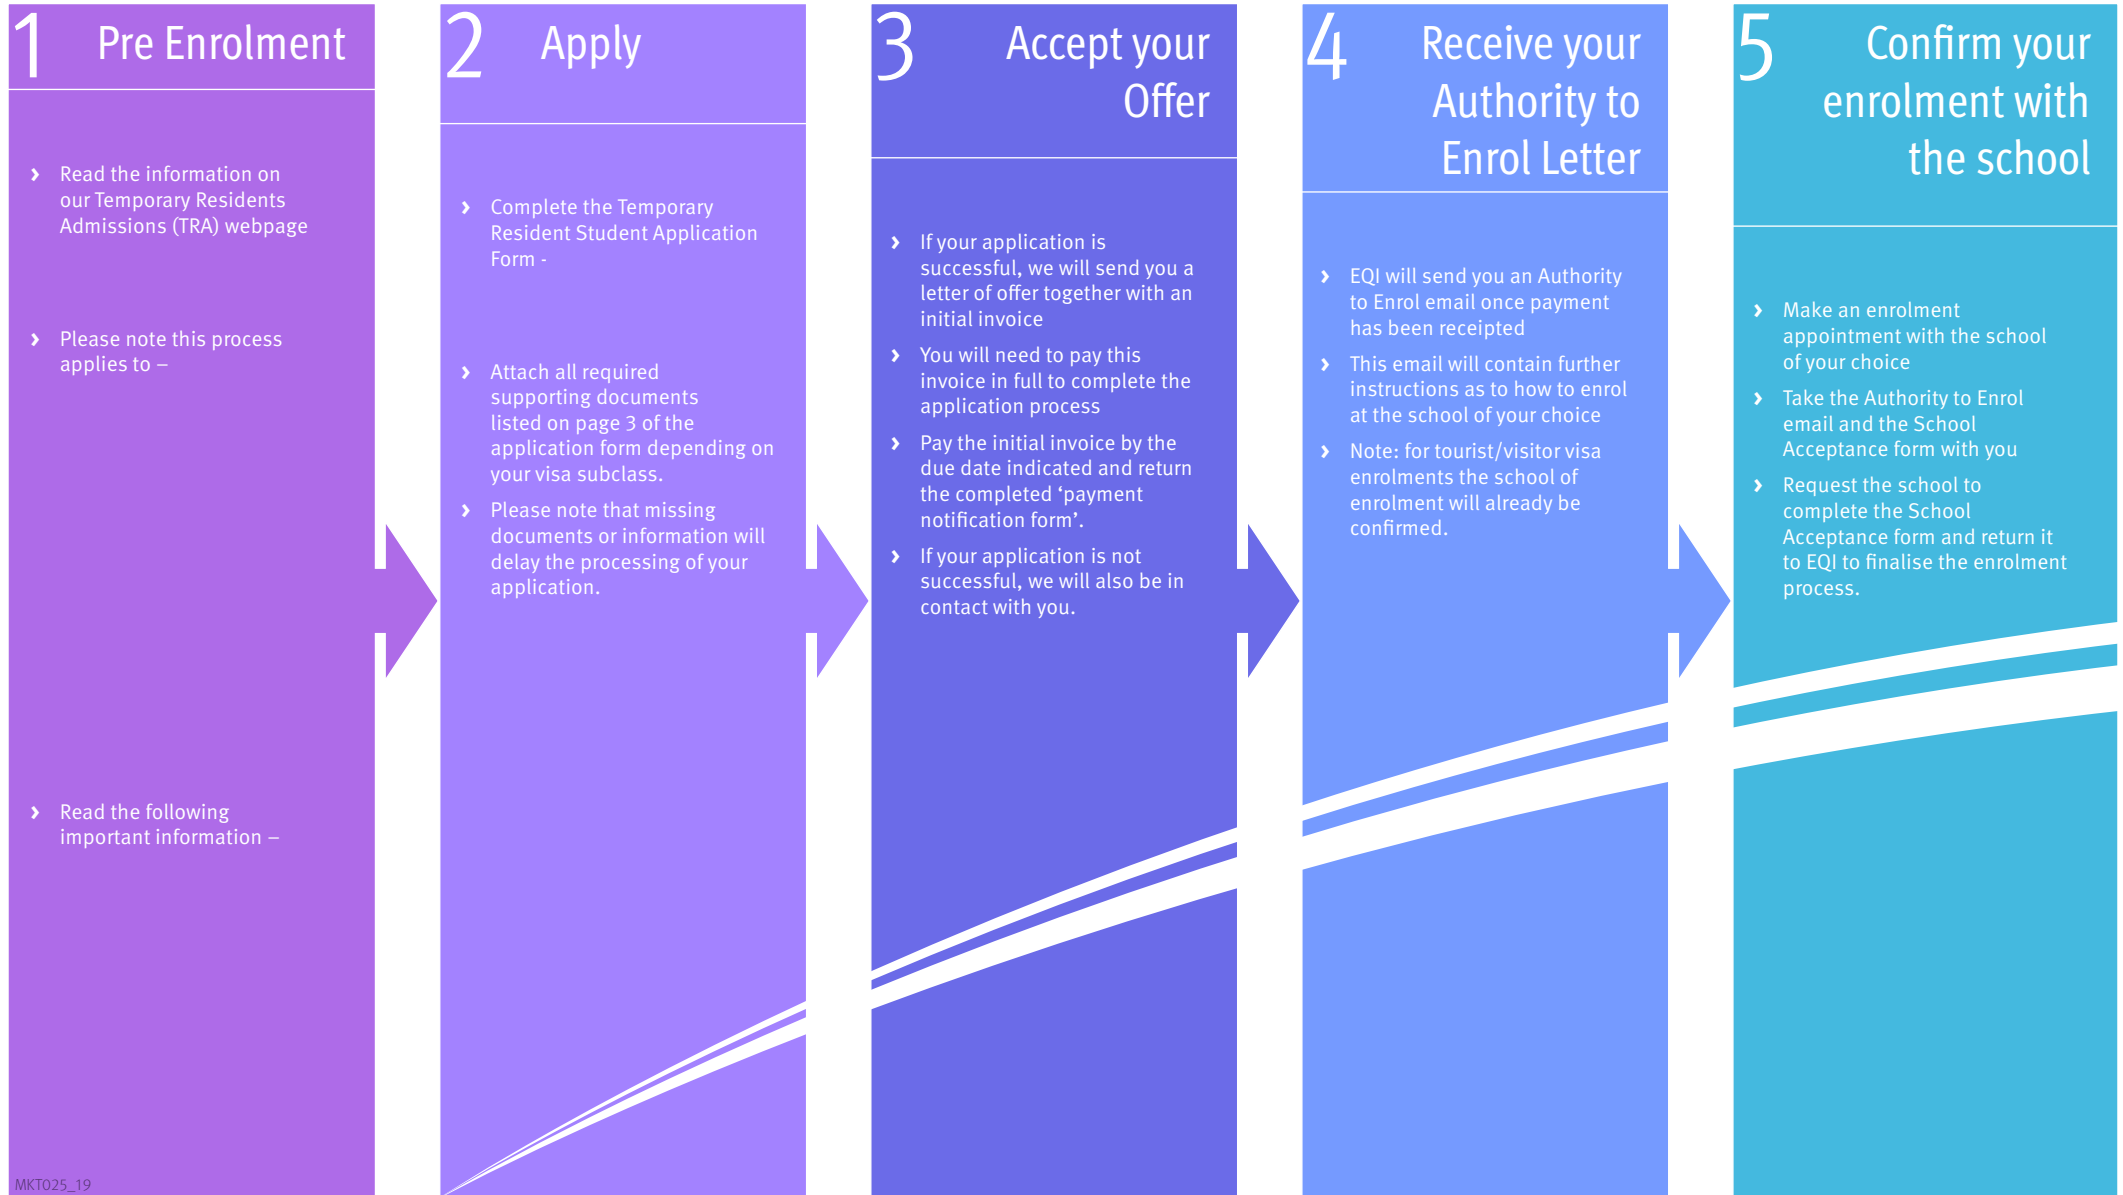 1
Pre Enrolment
› Read the information on
our Temporary Residents
Admissions (TRA) webpage
› Please note this process
applies to –
› Read the following
important information –
MKT025_19
2
Apply
› Complete the Temporary
Resident Student Application
Form -
› Attach all required
supporting documents
listed on page 3 of the
application form depending on
your visa subclass.
› Please note that missing
documents or information will
delay the processing of your
application.
3
Accept your
Offer
› If your application is
successful, we will send you a
letter of offer together with an
initial invoice
› You will need to pay this
invoice in full to complete the
application process
› Pay the initial invoice by the
due date indicated and return
the completed ‘payment
notification form’.
› If your application is not
successful, we will also be in
contact with you.
4
Receive your
Authority to
Enrol Letter
› EQI will send you an Authority
to Enrol email once payment
has been receipted
› This email will contain further
instructions as to how to enrol
at the school of your choice
› Note: for tourist/visitor visa
enrolments the school of
enrolment will already be
confirmed.
5
Confirm your
enrolment with
the school
› Make an enrolment
appointment with the school
of your choice
› Take the Authority to Enrol
email and the School
Acceptance form with you
› Request the school to
complete the School
Acceptance form and return it
to EQI to finalise the enrolment
process.